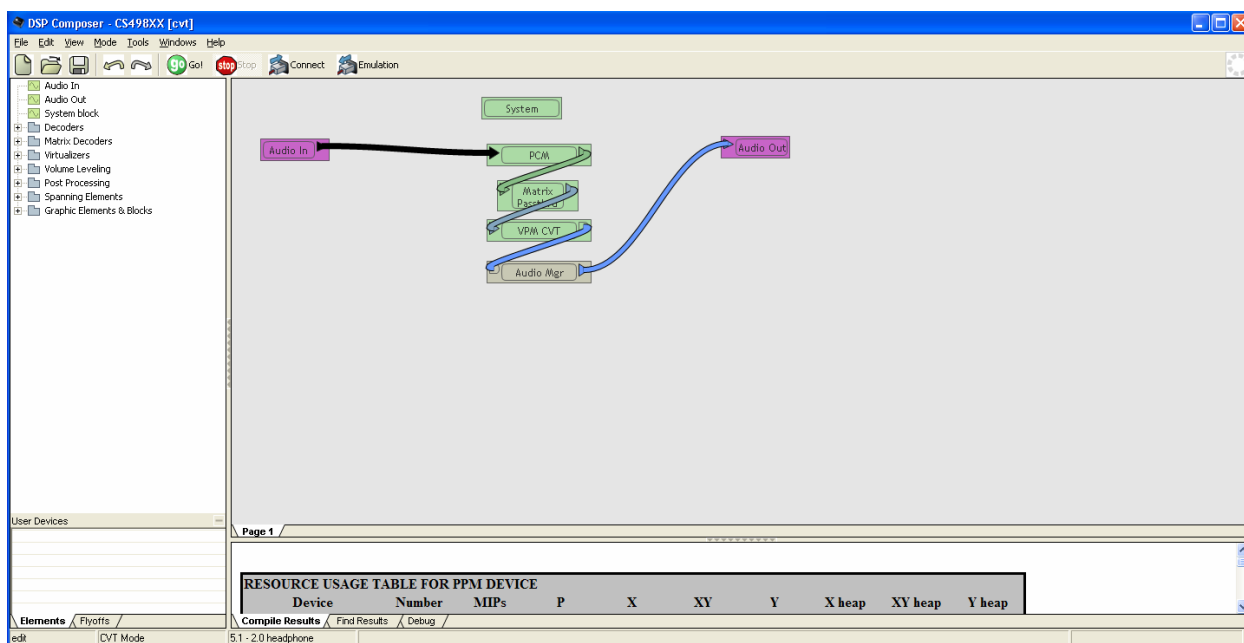 DSP Composer - CS498XX [cvt]
File Edit View Mode Tools Windows Help
go Go! stop Stop Connect Emulation
Audio In
Audio Out
System block
Decoders
Matrix Decoders
Virtualizers
Volume Leveling
Post Processing
Spanning Elements
Graphic Elements & Blocks
System
Audio In
PCM
Audio Out
Matrix
VPM CVT
Audio Mgr
User Devices
Page 1
RESOURCE USAGE TABLE FOR PPM DEVICE
Device Number MIPs P X XY Y X heap XY heap Y heap
Elements Flyoffs
Compile Results Find Results Debug
edit CVT Mode 5.1 - 2.0 headphone